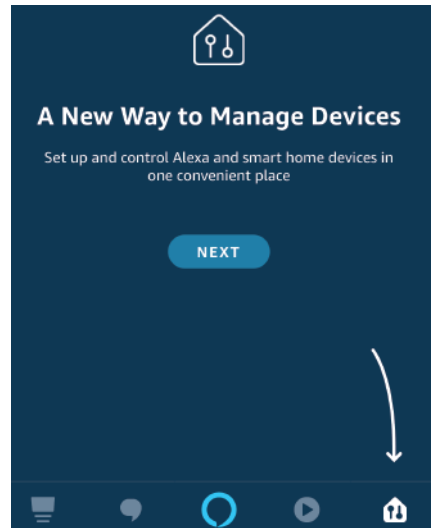 A New Way to Manage Devices
Set up and control Alexa and smart home devices in
one convenient place
NEXT